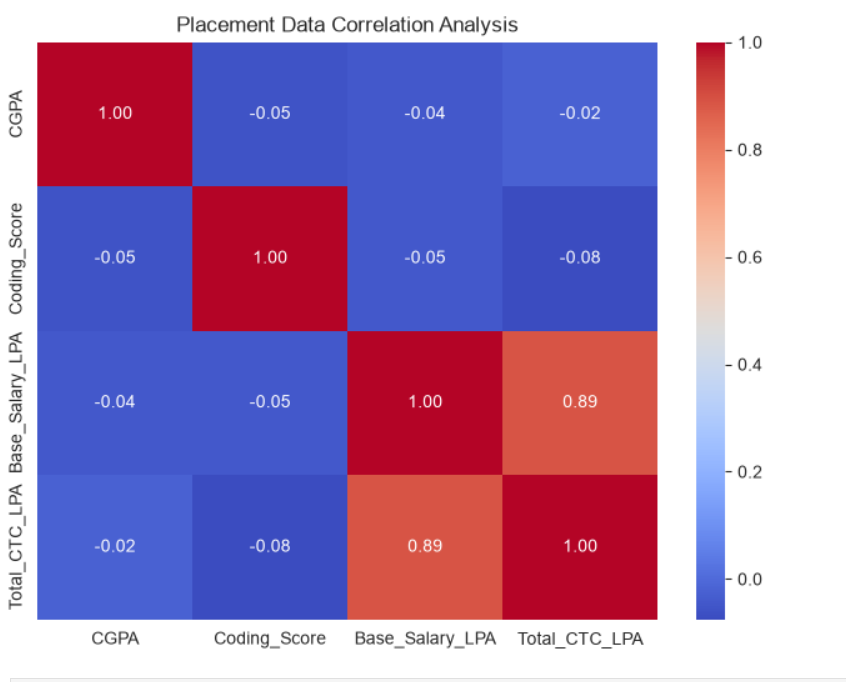 Placement Data Correlation Analysis
CGPA 1.00 -0.05 -0.04 -0.02
Coding_Score -0.05 1.00 -0.05 -0.08
Base_Salary_LPA -0.04 -0.05 1.00 0.89
Total_CTC_LPA -0.02 -0.08 0.89 1.00
CGPA Coding_Score Base_Salary_LPA Total_CTC_LPA
1.0
0.8
0.6
0.4
0.2
0.0